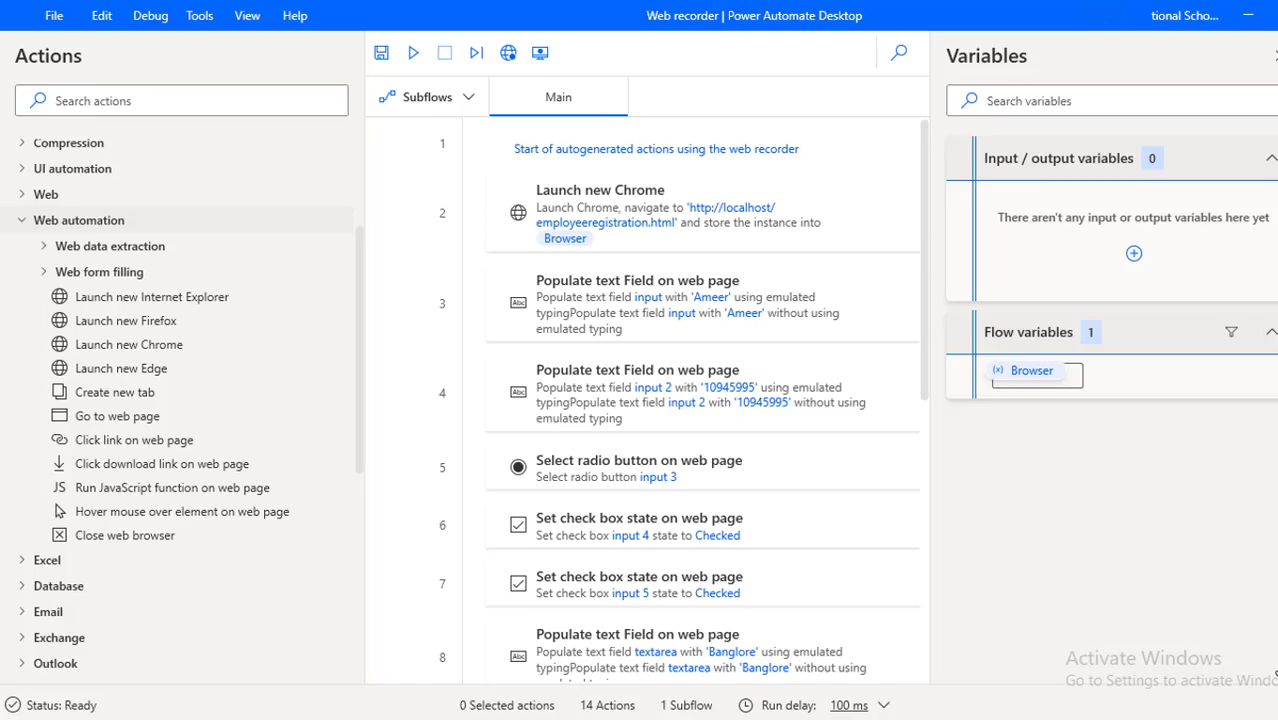 File Edit Debug Tools View Help
Web recorder | Power Automate Desktop
tional Scho...
Actions
Search actions
Compression
UI automation
Web
Web automation
Web data extraction
Web form filling
Launch new Internet Explorer
Launch new Firefox
Launch new Chrome
Launch new Edge
Create new tab
Go to web page
Click link on web page
Click download link on web page
JS Run JavaScript function on web page
Hover mouse over element on web page
Close web browser
Excel
Database
Email
Exchange
Outlook
Subflows
Main
1
Start of autogenerated actions using the web recorder
2
Launch new Chrome
Launch Chrome, navigate to 'http://localhost/
employeeregistration.html' and store the instance into
Browser
3
Abc
Populate text Field on web page
Populate text field input with 'Ameer' using emulated
typingPopulate text field input with 'Ameer' without using
emulated typing
4
Abc
Populate text Field on web page
Populate text field input 2 with '10945995' using emulated
typingPopulate text field input 2 with '10945995' without using
emulated typing
5
Select radio button on web page
Select radio button input 3
6
Set check box state on web page
Set check box input 4 state to Checked
7
Set check box state on web page
Set check box input 5 state to Checked
8
Abc
Populate text Field on web page
Populate text field textarea with 'Banglore' using emulated
typingPopulate text field textarea with 'Banglore' without using
Variables
Search variables
Input / output variables 0
There aren't any input or output variables here yet
Flow variables 1
(x) Browser
Activate Windows
Go to Settings to activate Windo
Status: Ready
0 Selected actions
14 Actions
1 Subflow
Run delay: 100 ms